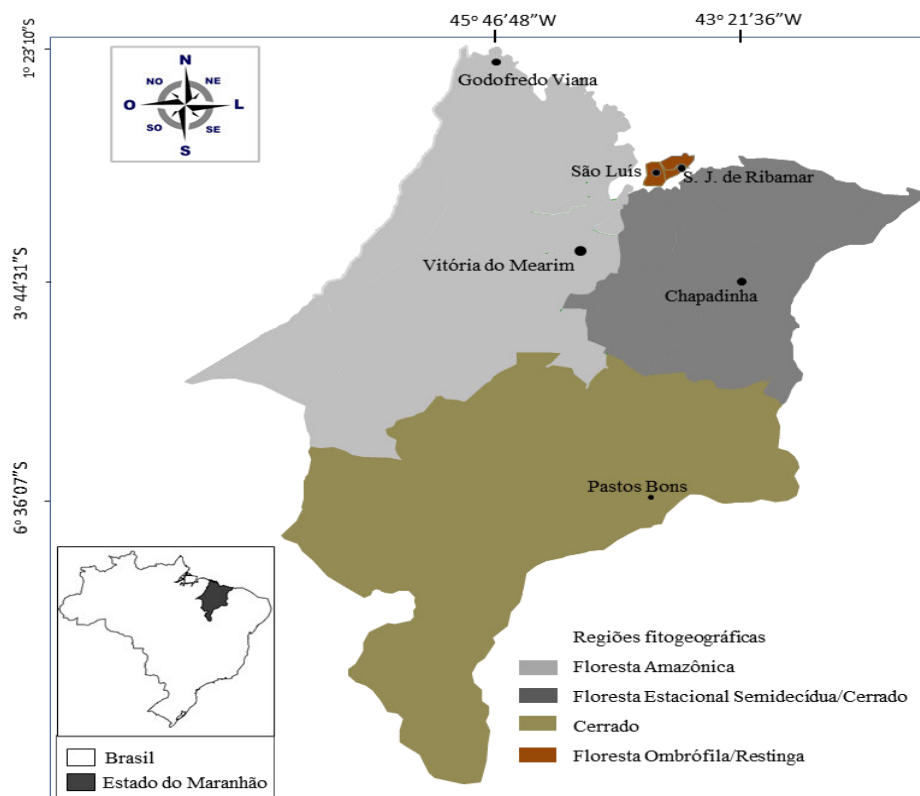 45° 46'48"W
43° 21'36"W
1° 23'10"S
3° 44'31"S
6° 36'07"S
N
NO
NE
O
L
SO
SE
S
Godofredo Viana
São Luís
S. J. de Ribamar
Vitória do Mearim
Chapadinha
Pastos Bons
Regiões fitogeográficas
Floresta Amazônica
Floresta Estacional Semidecídua/Cerrado
Cerrado
Floresta Ombrófila/Restinga
Brasil
Estado do Maranhão